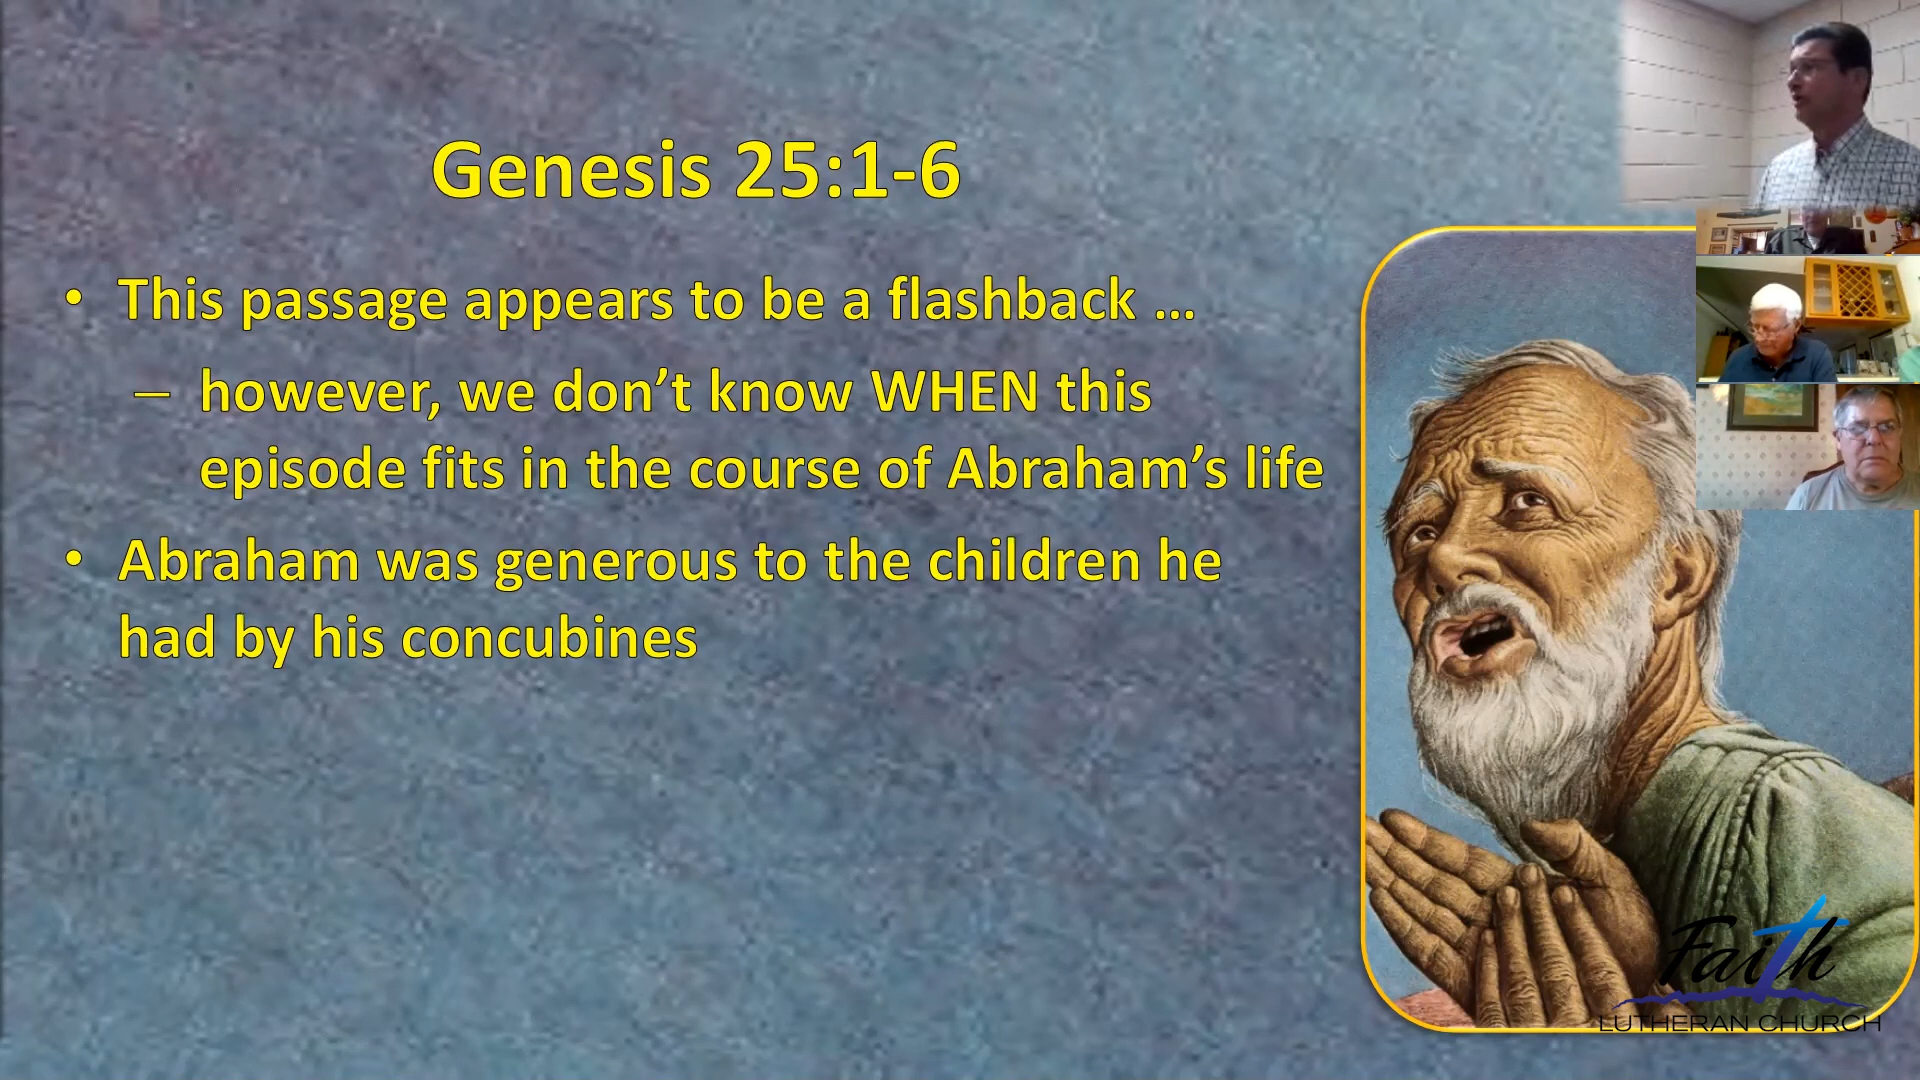 Genesis 25:1-6
• This passage appears to be a flashback ...
– however, we don’t know WHEN this
episode fits in the course of Abraham’s life
• Abraham was generous to the children he
had by his concubines
Faith
LUTHERAN CHURCH